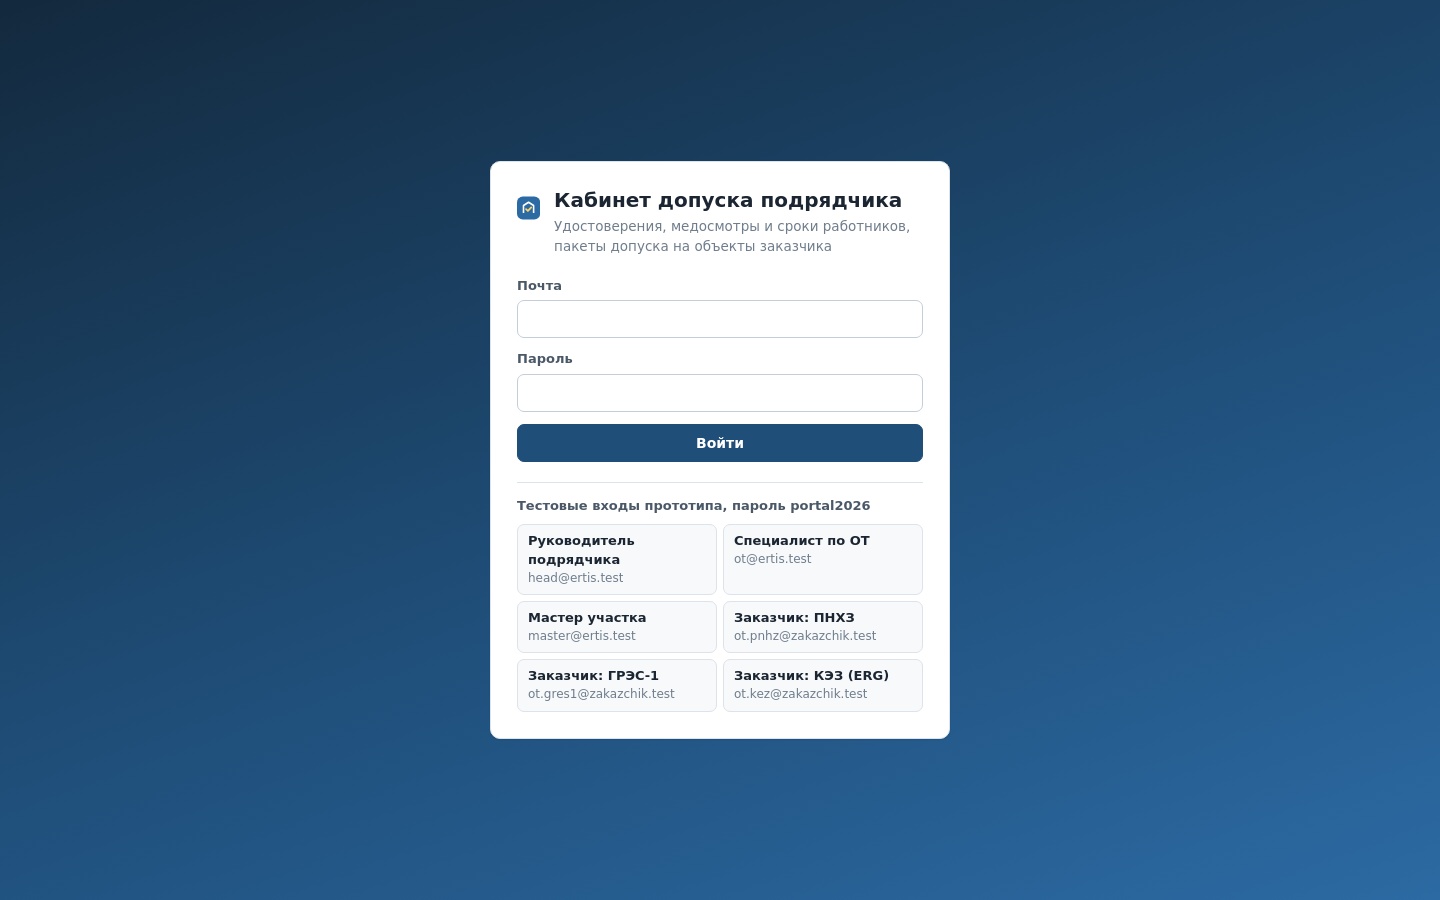 Кабинет допуска подрядчика
Удостоверения, медосмотры и сроки работников,
пакеты допуска на объекты заказчика
Почта
Пароль
Войти
Тестовые входы прототипа, пароль portal2026
Руководитель
подрядчика
head@ertis.test
Специалист по ОТ
ot@ertis.test
Мастер участка
master@ertis.test
Заказчик: ПНХЗ
ot.pnhz@zakazchik.test
Заказчик: ГРЭС-1
ot.gres1@zakazchik.test
Заказчик: КЭЗ (ERG)
ot.kez@zakazchik.test